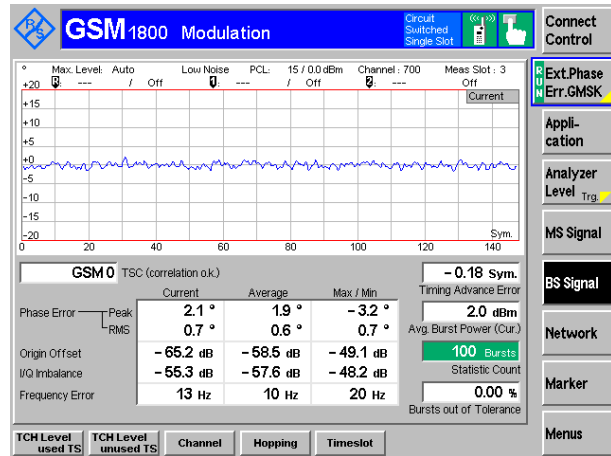 R&S
GSM 1800 Modulation
Circuit Switched Single Slot
Connect Control
° Max. Level: Auto Low Noise PCL: 15 / 0.0 dBm Channel : 700 Meas Slot : 3
--- / Off --- / Off --- Off
Current
+20
+15
+10
+5
+0
-5
-10
-15
-20
Sym.
0 20 40 60 80 100 120 140
RUN
Ext.Phase Err.GMSK
Appli-
cation
Analyzer
Level Trg.
MS Signal
BS Signal
Network
Marker
Menus
GSM 0 TSC (correlation o.k.)
– 0.18 Sym.
Timing Advance Error
Current Average Max / Min
Phase Error Peak 2.1 ° 1.9 ° – 3.2 °
2.0 dBm
RMS 0.7 ° 0.6 ° 0.7 °
Avg. Burst Power (Cur.)
Origin Offset – 65.2 dB – 58.5 dB – 49.1 dB
100 Bursts
I/Q Imbalance – 55.3 dB – 57.6 dB – 48.2 dB
Statistic Count
Frequency Error 13 Hz 10 Hz 20 Hz
0.00 %
Bursts out of Tolerance
TCH Level used TS
TCH Level unused TS
Channel
Hopping
Timeslot